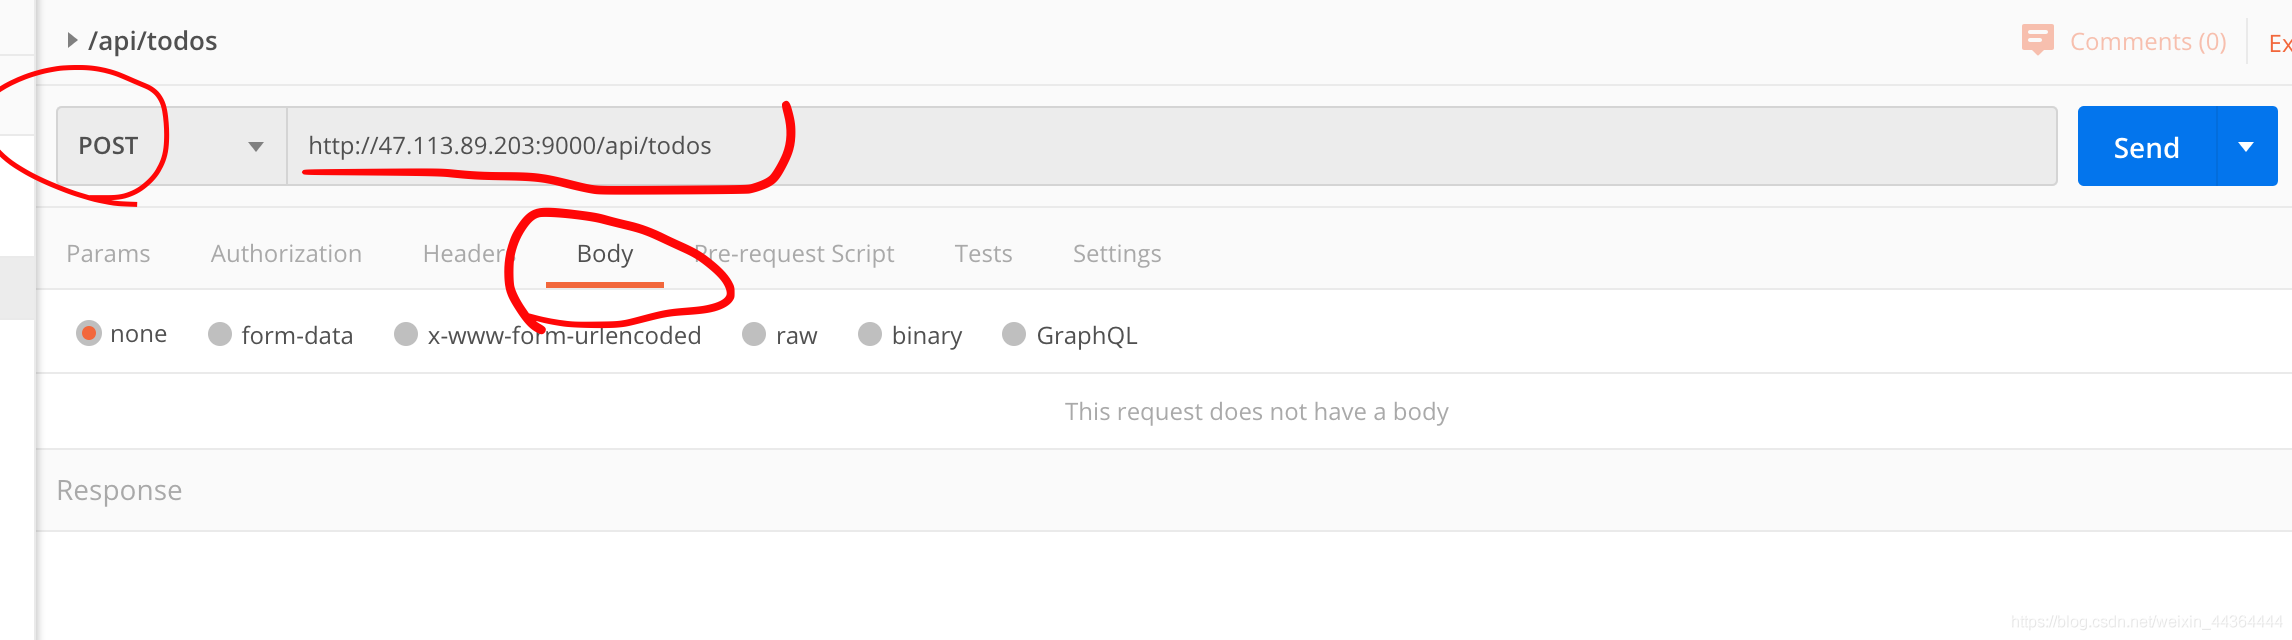 /api/todos
Comments (0)
Ex
POST
http://47.113.89.203:9000/api/todos
Send
Params Authorization Header Body Pre-request Script Tests Settings
none form-data x-www-form-urlencoded raw binary GraphQL
This request does not have a body
Response
https://blog.csdn.net/weixin_44364444